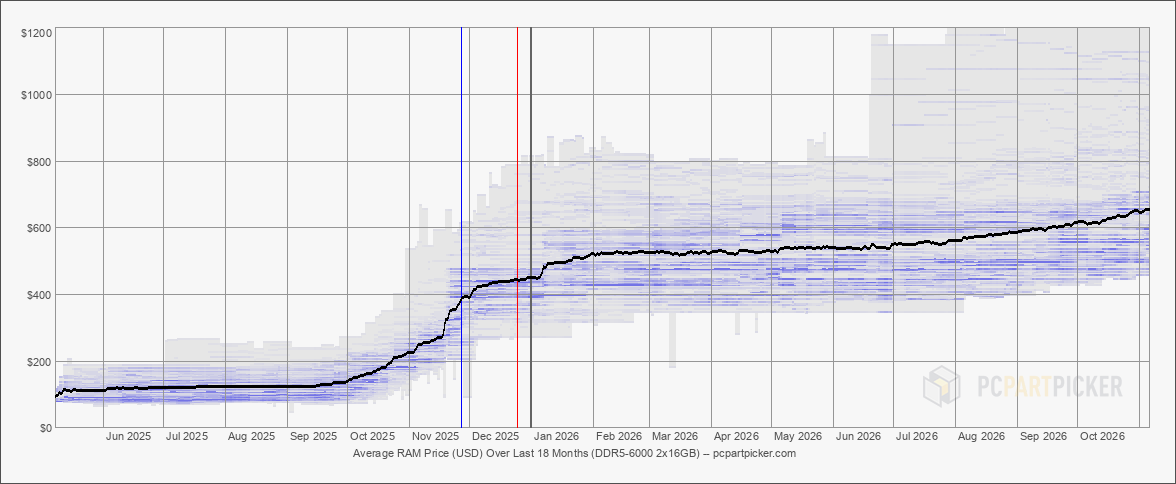 $1200
$1000
$800
$600
$400
$200
$0
Jun 2025 Jul 2025 Aug 2025 Sep 2025 Oct 2025 Nov 2025 Dec 2025 Jan 2026 Feb 2026 Mar 2026 Apr 2026 May 2026 Jun 2026 Jul 2026 Aug 2026 Sep 2026 Oct 2026
Average RAM Price (USD) Over Last 18 Months (DDR5-6000 2x16GB) -- pcpartpicker.com
PCPARTPICKER